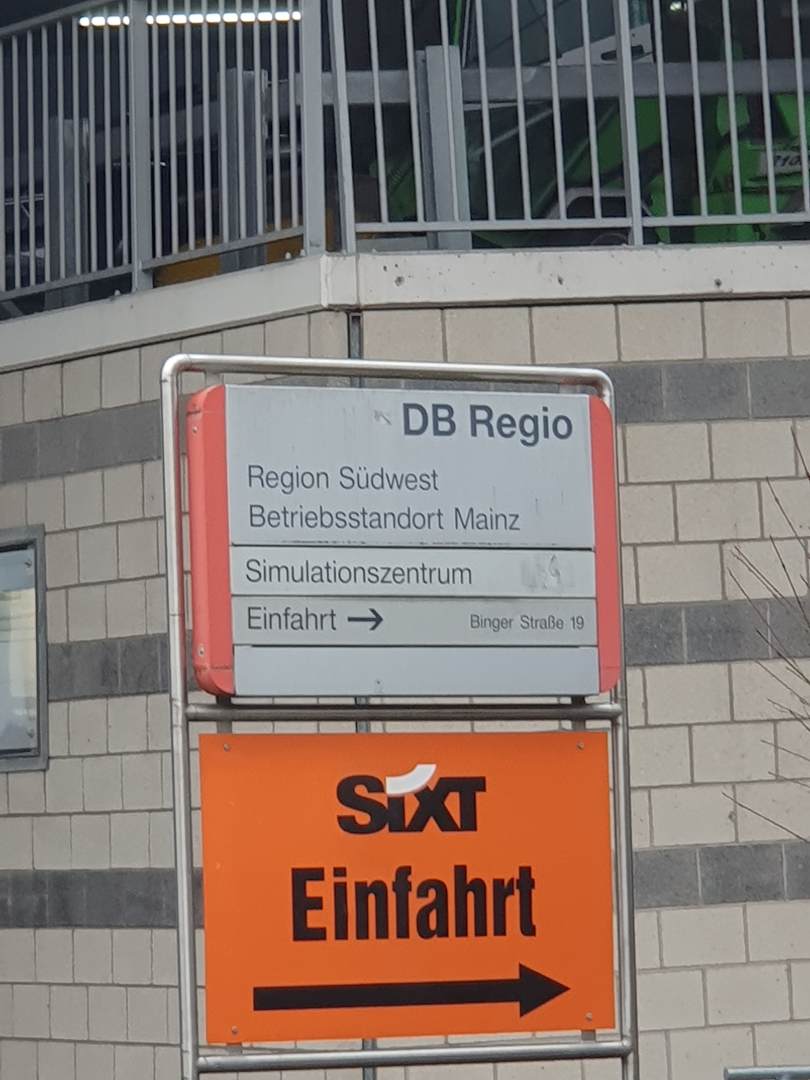 DB Regio
Region Südwest
Betriebsstandort Mainz
Simulationszentrum
Einfahrt → Binger Straße 19
SIXT
Einfahrt